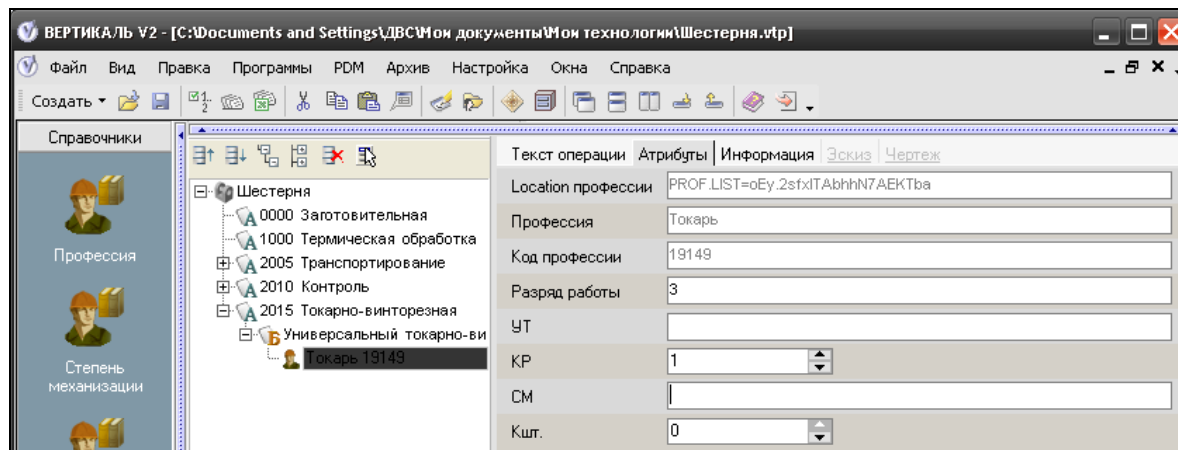 ВЕРТИКАЛЬ V2 - [C:\Documents and Settings\ДВС\Мои документы\Мои технологии\Шестерня.vtp]
Файл Вид Правка Программы PDM Архив Настройка Окна Справка
Создать
Справочники
Профессия
Степень
механизации
Шестерня
0000 Заготовительная
1000 Термическая обработка
2005 Транспортирование
2010 Контроль
2015 Токарно-винторезная
Универсальный токарно-ви
Токарь 19149
Текст операции Атрибуты Информация Эскиз Чертеж
Location профессии PROF.LIST=oEy.2sfxITAbhhN7AEKTba
Профессия Токарь
Код профессии 19149
Разряд работы 3
УТ
КР 1
СМ
Кшт. 0